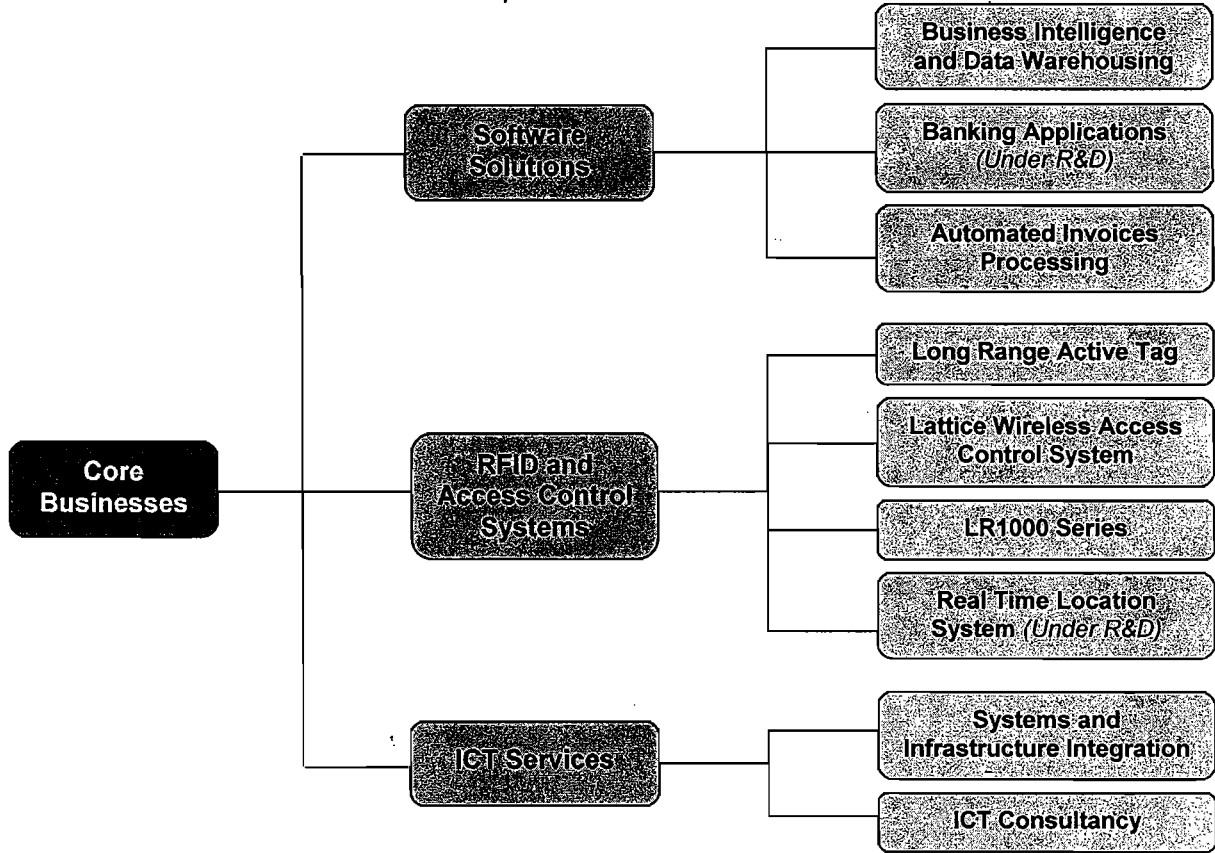 Business Intelligence
and Data Warehousing
Software
Solutions
Banking Applications
(Under R&D)
Automated Invoices
Processing
Long Range Active Tag
Core
Businesses
RFID and
Access Control
Systems
Lattice Wireless Access
Control System
LR1000 Series
Real Time Location
System (Under R&D)
ICT Services
Systems and
Infrastructure Integration
ICT Consultancy